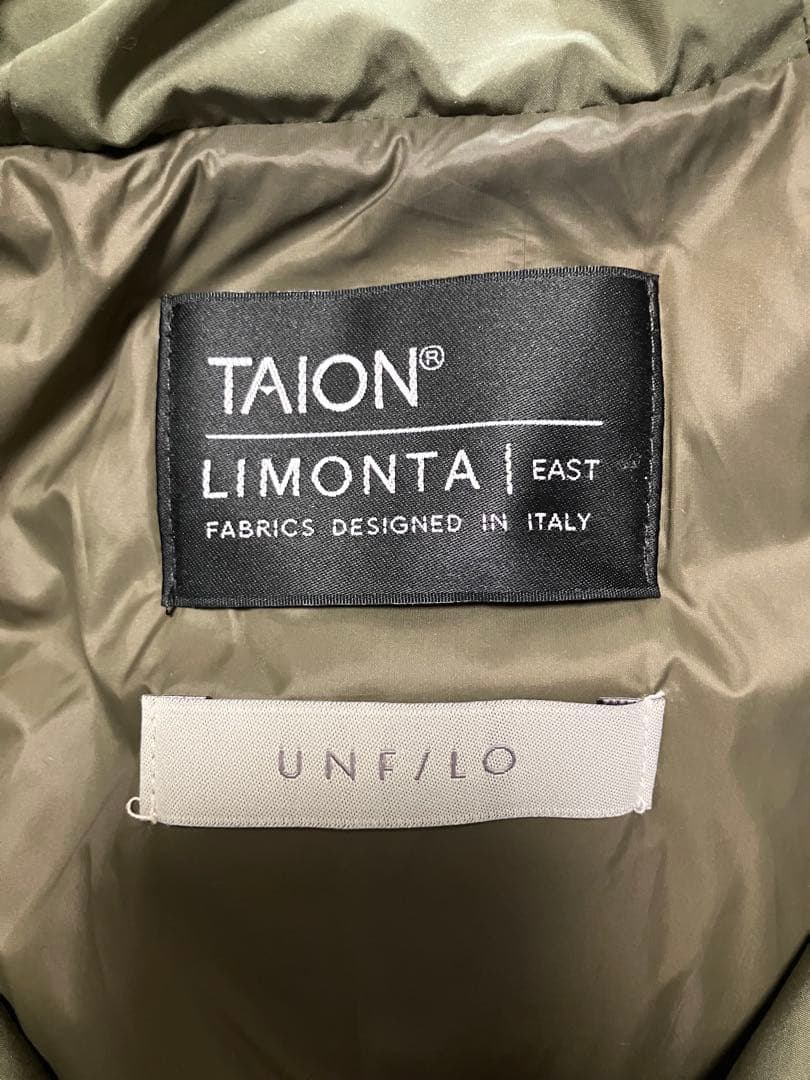 TAION®
LIMONTA | EAST
FABRICS DESIGNED IN ITALY
UNF/LO